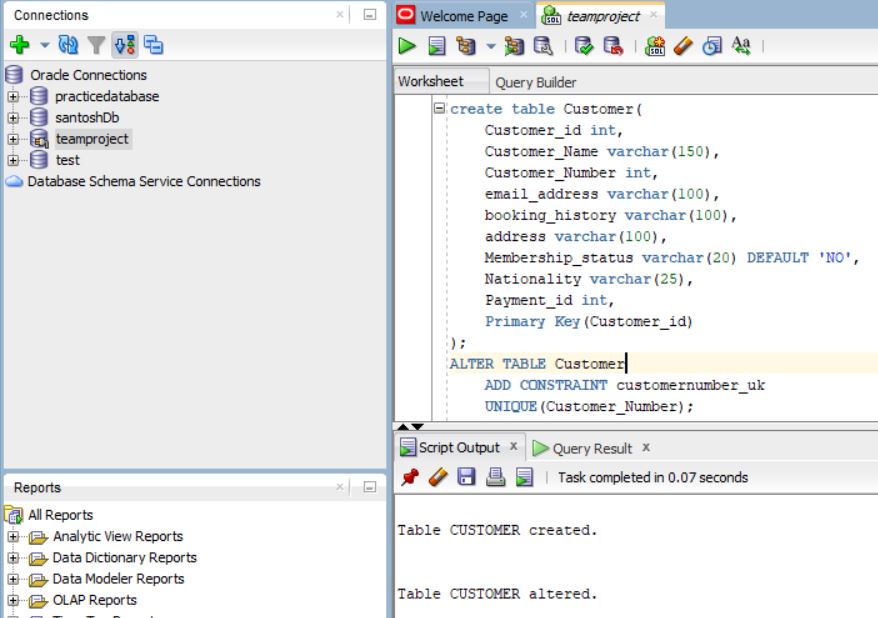 Connections
Oracle Connections
practicedatabase
santoshDb
teamproject
test
Database Schema Service Connections
Reports
All Reports
Analytic View Reports
Data Dictionary Reports
Data Modeler Reports
OLAP Reports
Welcome Page
teamproject
Worksheet Query Builder
create table Customer(
Customer_id int,
Customer_Name varchar(150),
Customer_Number int,
email_address varchar(100),
booking_history varchar(100),
address varchar(100),
Membership_status varchar(20) DEFAULT 'NO',
Nationality varchar(25),
Payment_id int,
Primary Key(Customer_id)
);
ALTER TABLE Customer
ADD CONSTRAINT customernumber_uk
UNIQUE(Customer_Number);
Script Output x Query Result x
Task completed in 0.07 seconds
Table CUSTOMER created.
Table CUSTOMER altered.